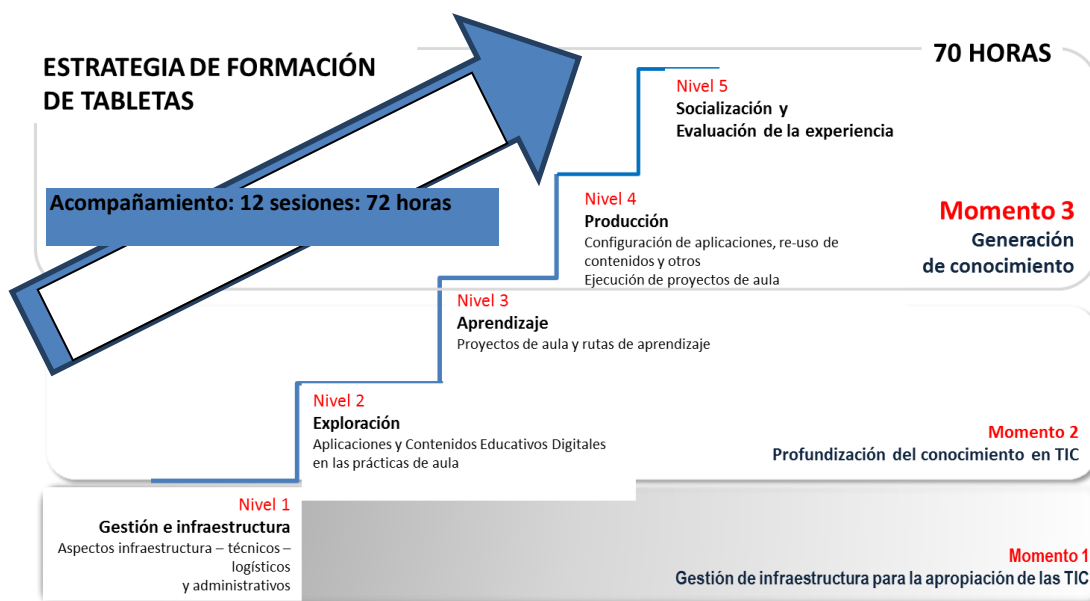 ESTRATEGIA DE FORMACIÓN
DE TABLETAS
70 HORAS
Acompañamiento: 12 sesiones: 72 horas
Nivel 5
Socialización y
Evaluación de la experiencia
Nivel 4
Producción
Configuración de aplicaciones, re-uso de
contenidos y otros
Ejecución de proyectos de aula
Momento 3
Generación
de conocimiento
Nivel 3
Aprendizaje
Proyectos de aula y rutas de aprendizaje
Nivel 2
Exploración
Aplicaciones y Contenidos Educativos Digitales
en las prácticas de aula
Momento 2
Profundización del conocimiento en TIC
Nivel 1
Gestión e infraestructura
Aspectos infraestructura – técnicos –
logísticos
y administrativos
Momento 1
Gestión de infraestructura para la apropiación de las TIC